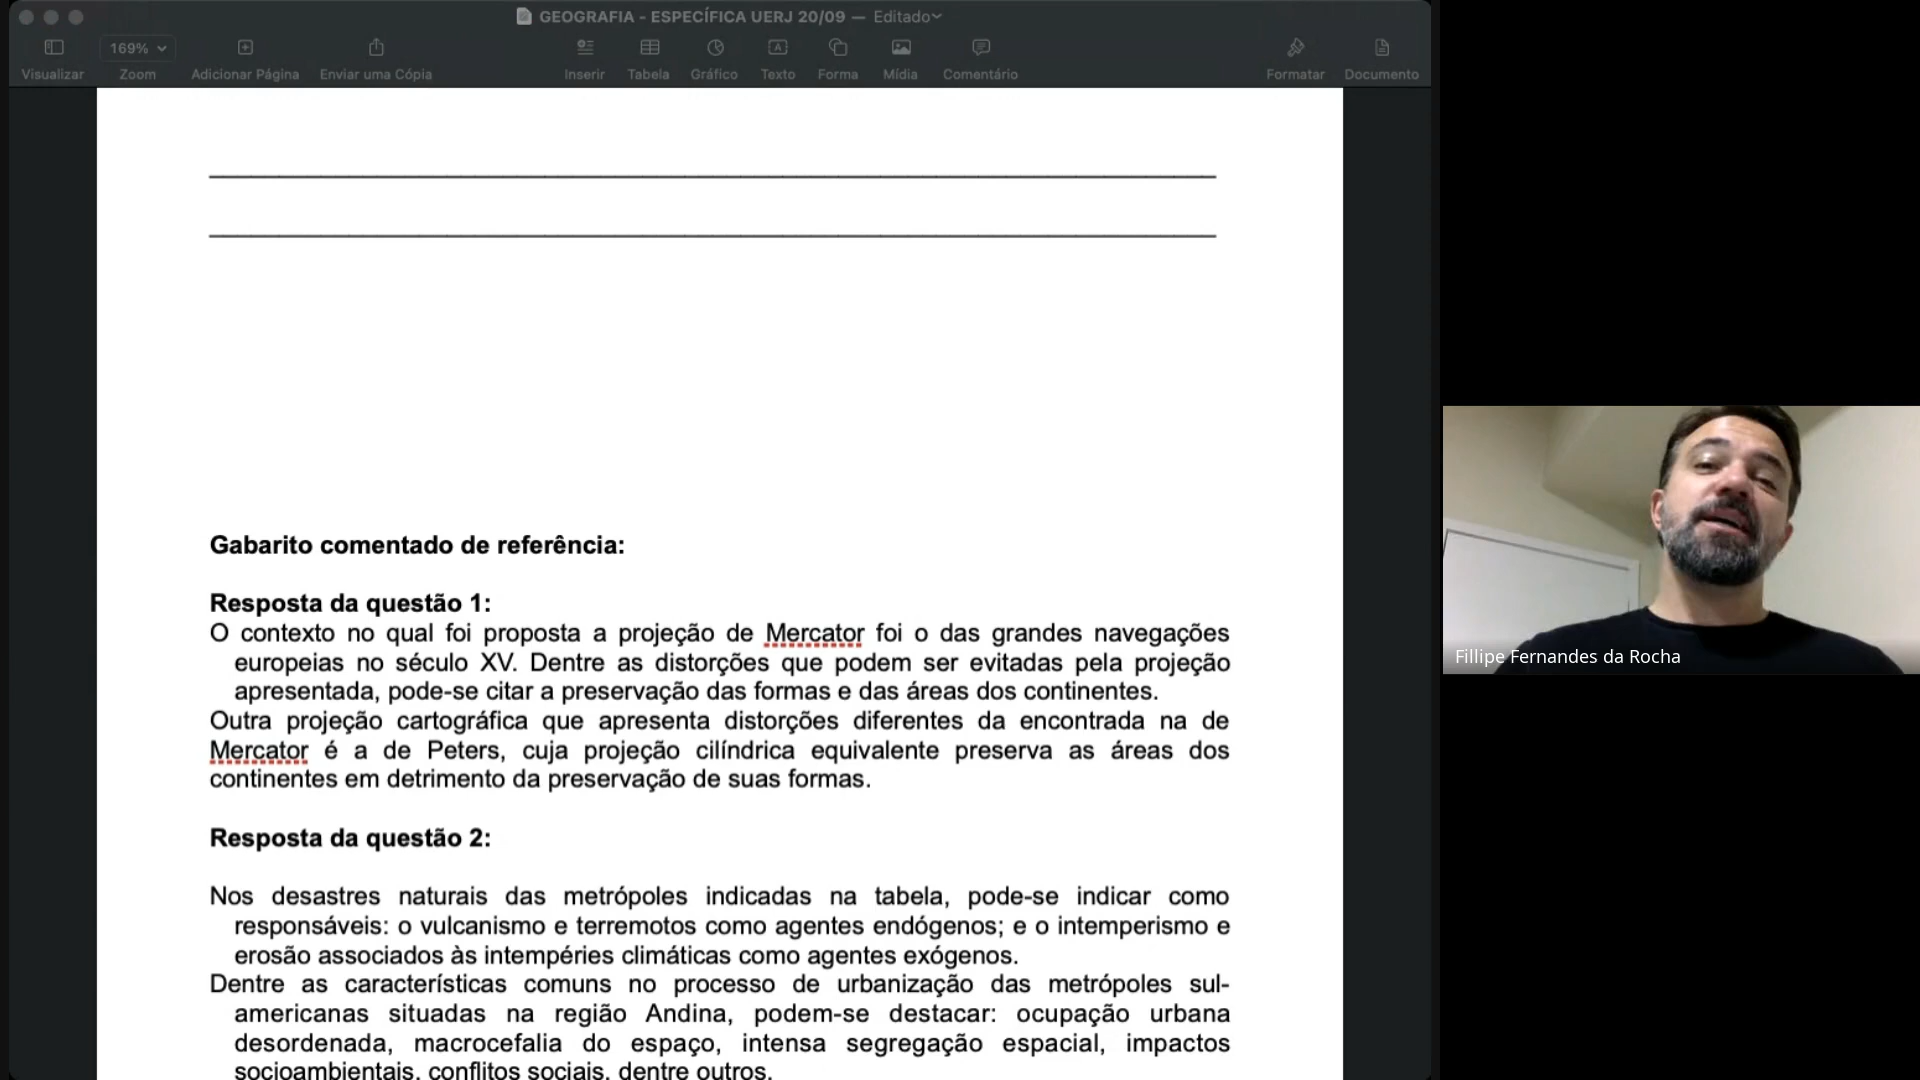 GEOGRAFIA - ESPECÍFICA UERJ 20/09 — Editado
169%
Visualizar Zoom Adicionar Página Enviar uma Cópia Inserir Tabela Gráfico Texto Forma Mídia Comentário Formatar Documento
Gabarito comentado de referência:
Resposta da questão 1:
O contexto no qual foi proposta a projeção de Mercator foi o das grandes navegações
europeias no século XV. Dentre as distorções que podem ser evitadas pela projeção
apresentada, pode-se citar a preservação das formas e das áreas dos continentes.
Outra projeção cartográfica que apresenta distorções diferentes da encontrada na de
Mercator é a de Peters, cuja projeção cilíndrica equivalente preserva as áreas dos
continentes em detrimento da preservação de suas formas.
Resposta da questão 2:
Nos desastres naturais das metrópoles indicadas na tabela, pode-se indicar como
responsáveis: o vulcanismo e terremotos como agentes endógenos; e o intemperismo e
erosão associados às intempéries climáticas como agentes exógenos.
Dentre as características comuns no processo de urbanização das metrópoles sul-
americanas situadas na região Andina, podem-se destacar: ocupação urbana
desordenada, macrocefalia do espaço, intensa segregação espacial, impactos
socioambientais, conflitos sociais, dentre outros.
Fillipe Fernandes da Rocha